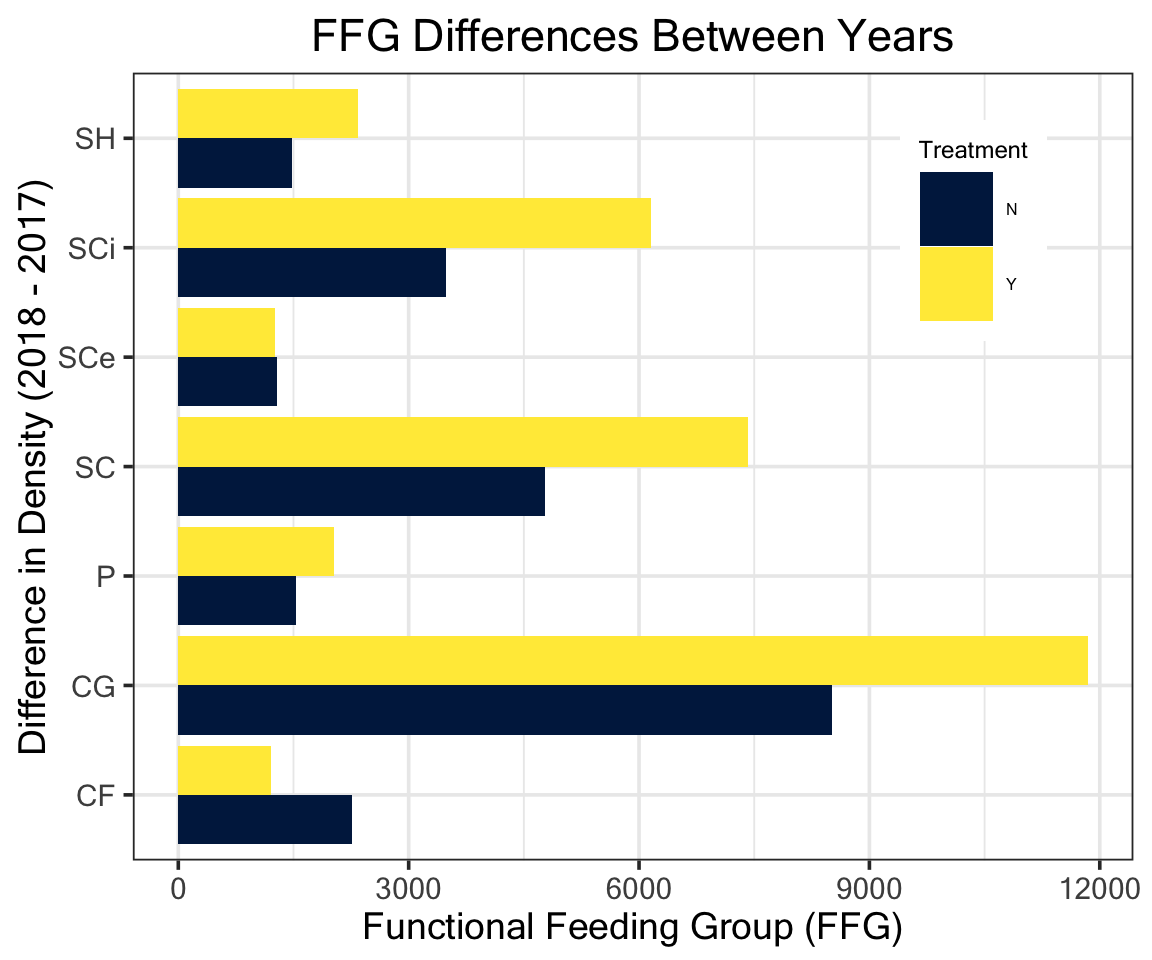 FFG Differences Between Years
Difference in Density (2018 - 2017)
SH
SCi
SCe
SC
P
CG
CF
Treatment
N
Y
0 3000 6000 9000 12000
Functional Feeding Group (FFG)